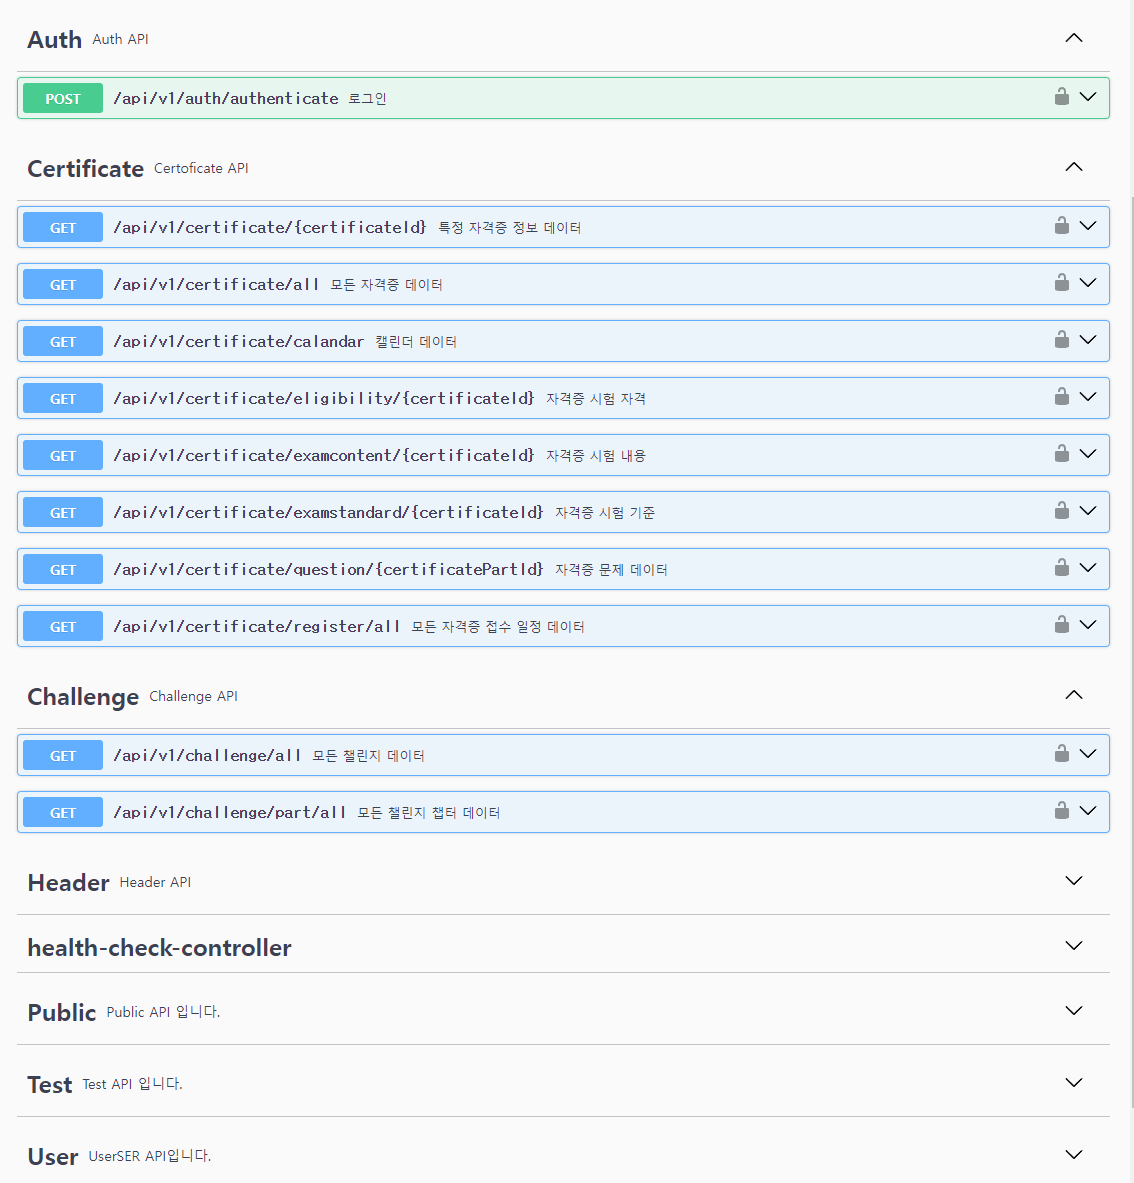 Auth Auth API
POST /api/v1/auth/authenticate 로그인
Certificate Certoficate API
GET /api/v1/certificate/{certificateId} 특정 자격증 정보 데이터
GET /api/v1/certificate/all 모든 자격증 데이터
GET /api/v1/certificate/calandar 캘린더 데이터
GET /api/v1/certificate/eligibility/{certificateId} 자격증 시험 자격
GET /api/v1/certificate/examcontent/{certificateId} 자격증 시험 내용
GET /api/v1/certificate/examstandard/{certificateId} 자격증 시험 기준
GET /api/v1/certificate/question/{certificatePartId} 자격증 문제 데이터
GET /api/v1/certificate/register/all 모든 자격증 접수 일정 데이터
Challenge Challenge API
GET /api/v1/challenge/all 모든 챌린지 데이터
GET /api/v1/challenge/part/all 모든 챌린지 챕터 데이터
Header Header API
health-check-controller
Public Public API 입니다.
Test Test API 입니다.
User UserSER API입니다.